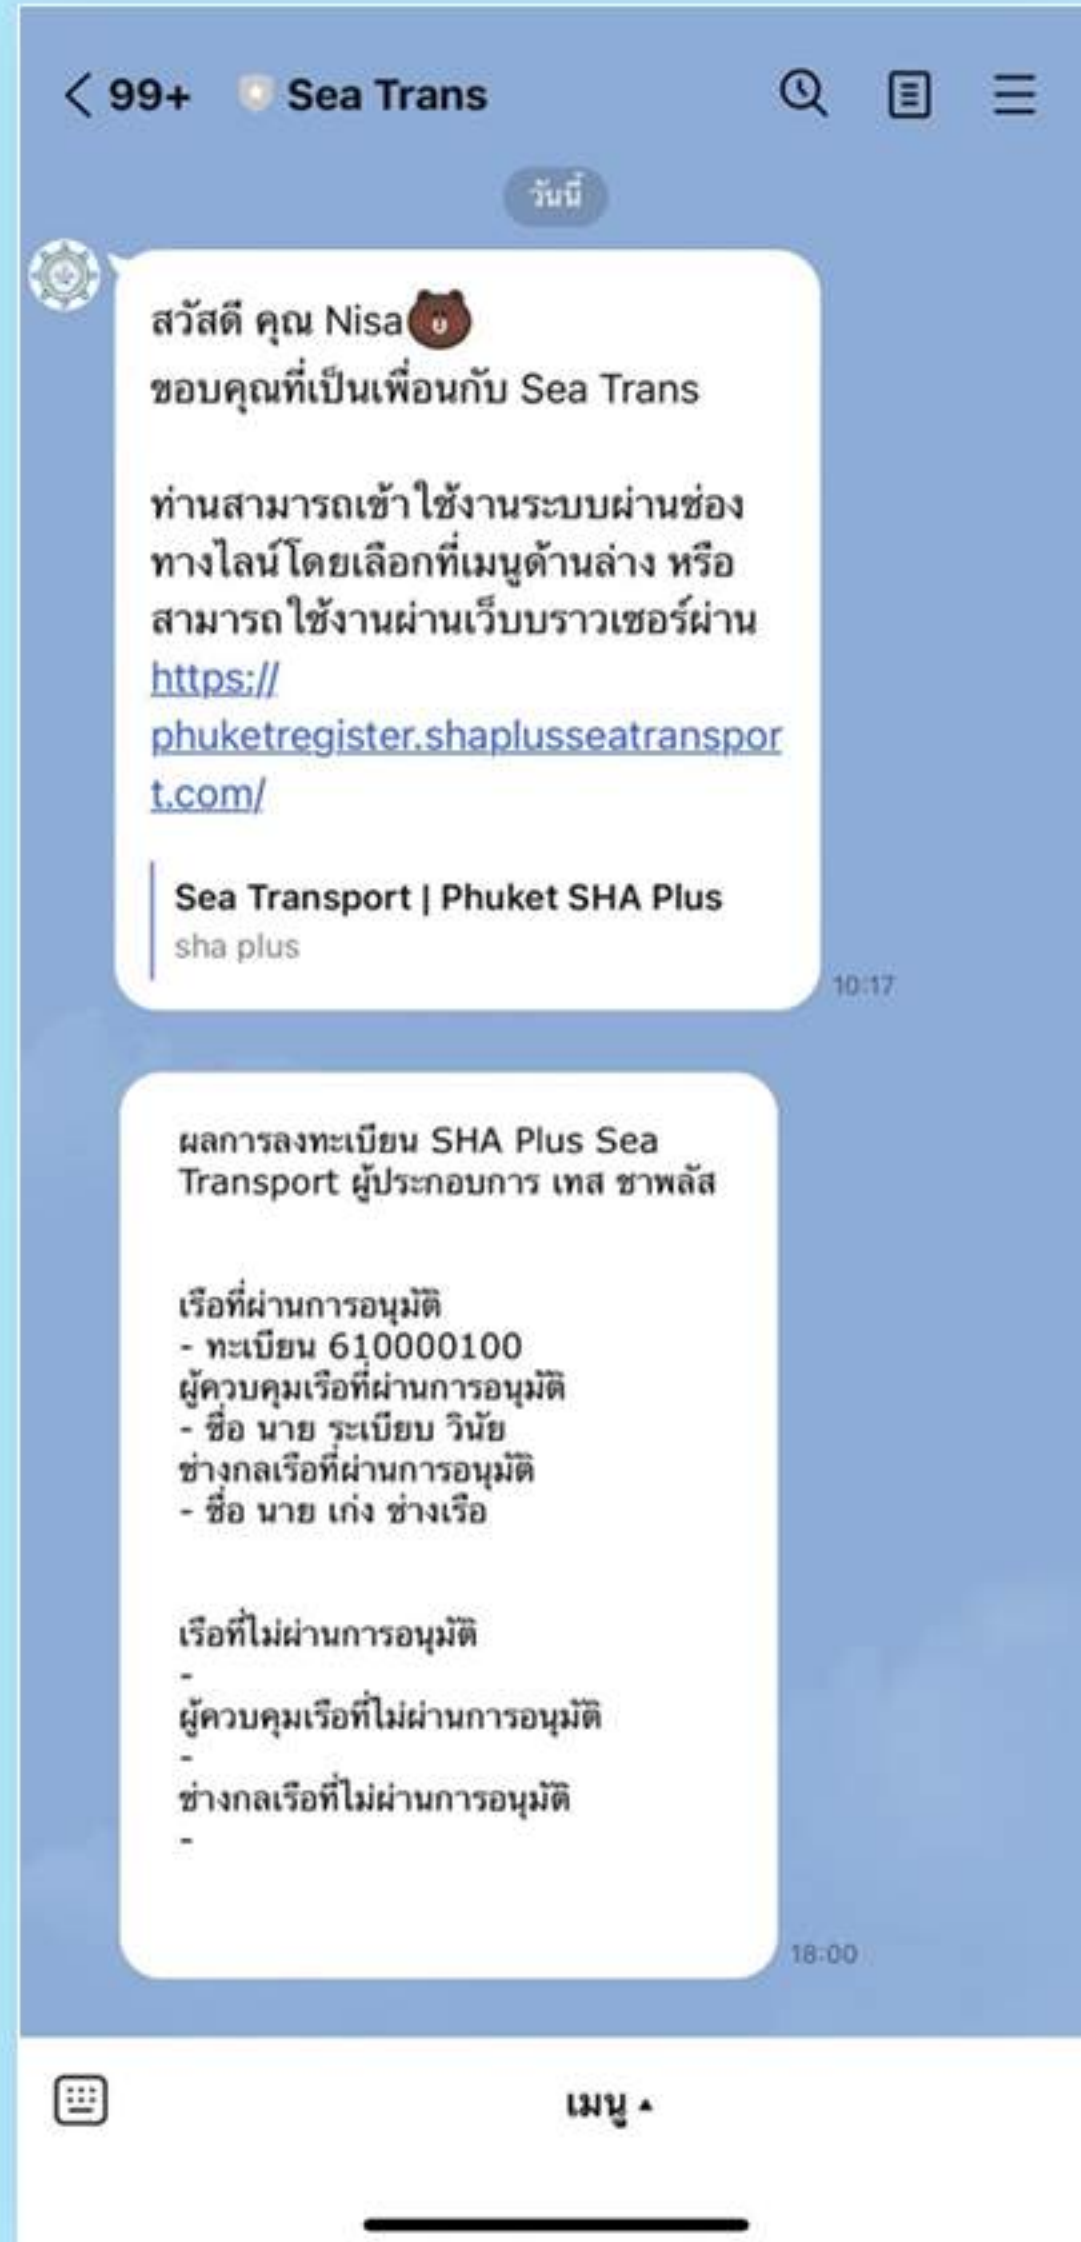 99+ Sea Trans
วันนี้
สวัสดี คุณ Nisa
ขอบคุณที่เป็นเพื่อนกับ Sea Trans
ท่านสามารถเข้าใช้งานระบบผ่านช่อง
ทางไลน์โดยเลือกที่เมนูด้านล่าง หรือ
สามารถใช้งานผ่านเว็บบราวเซอร์ผ่าน
https://
phuketregister.shaplusseatranspor
t.com/
Sea Transport | Phuket SHA Plus
sha plus
10:17
ผลการลงทะเบียน SHA Plus Sea
Transport ผู้ประกอบการ เทส ชาพลัส
เรือที่ผ่านการอนุมัติ
- ทะเบียน 610000100
ผู้ควบคุมเรือที่ผ่านการอนุมัติ
- ชื่อ นาย ระเบียบ วินัย
ช่างกลเรือที่ผ่านการอนุมัติ
- ชื่อ นาย เก่ง ช่างเรือ
เรือที่ไม่ผ่านการอนุมัติ
-
ผู้ควบคุมเรือที่ไม่ผ่านการอนุมัติ
-
ช่างกลเรือที่ไม่ผ่านการอนุมัติ
-
18:00
เมนู